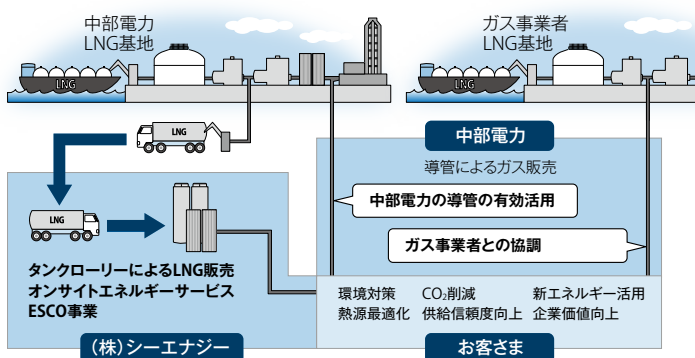 中部電力
LNG基地
ガス事業者
LNG基地
LNG
LNG
LNG
中部電力
導管によるガス販売
中部電力の導管の有効活用
LNG
ガス事業者との協調
タンクローリーによるLNG販売
オンサイトエネルギーサービス
ESCO事業
環境対策 CO₂削減 新エネルギー活用
熱源最適化 供給信頼度向上 企業価値向上
(株)シーエナジー
お客さま